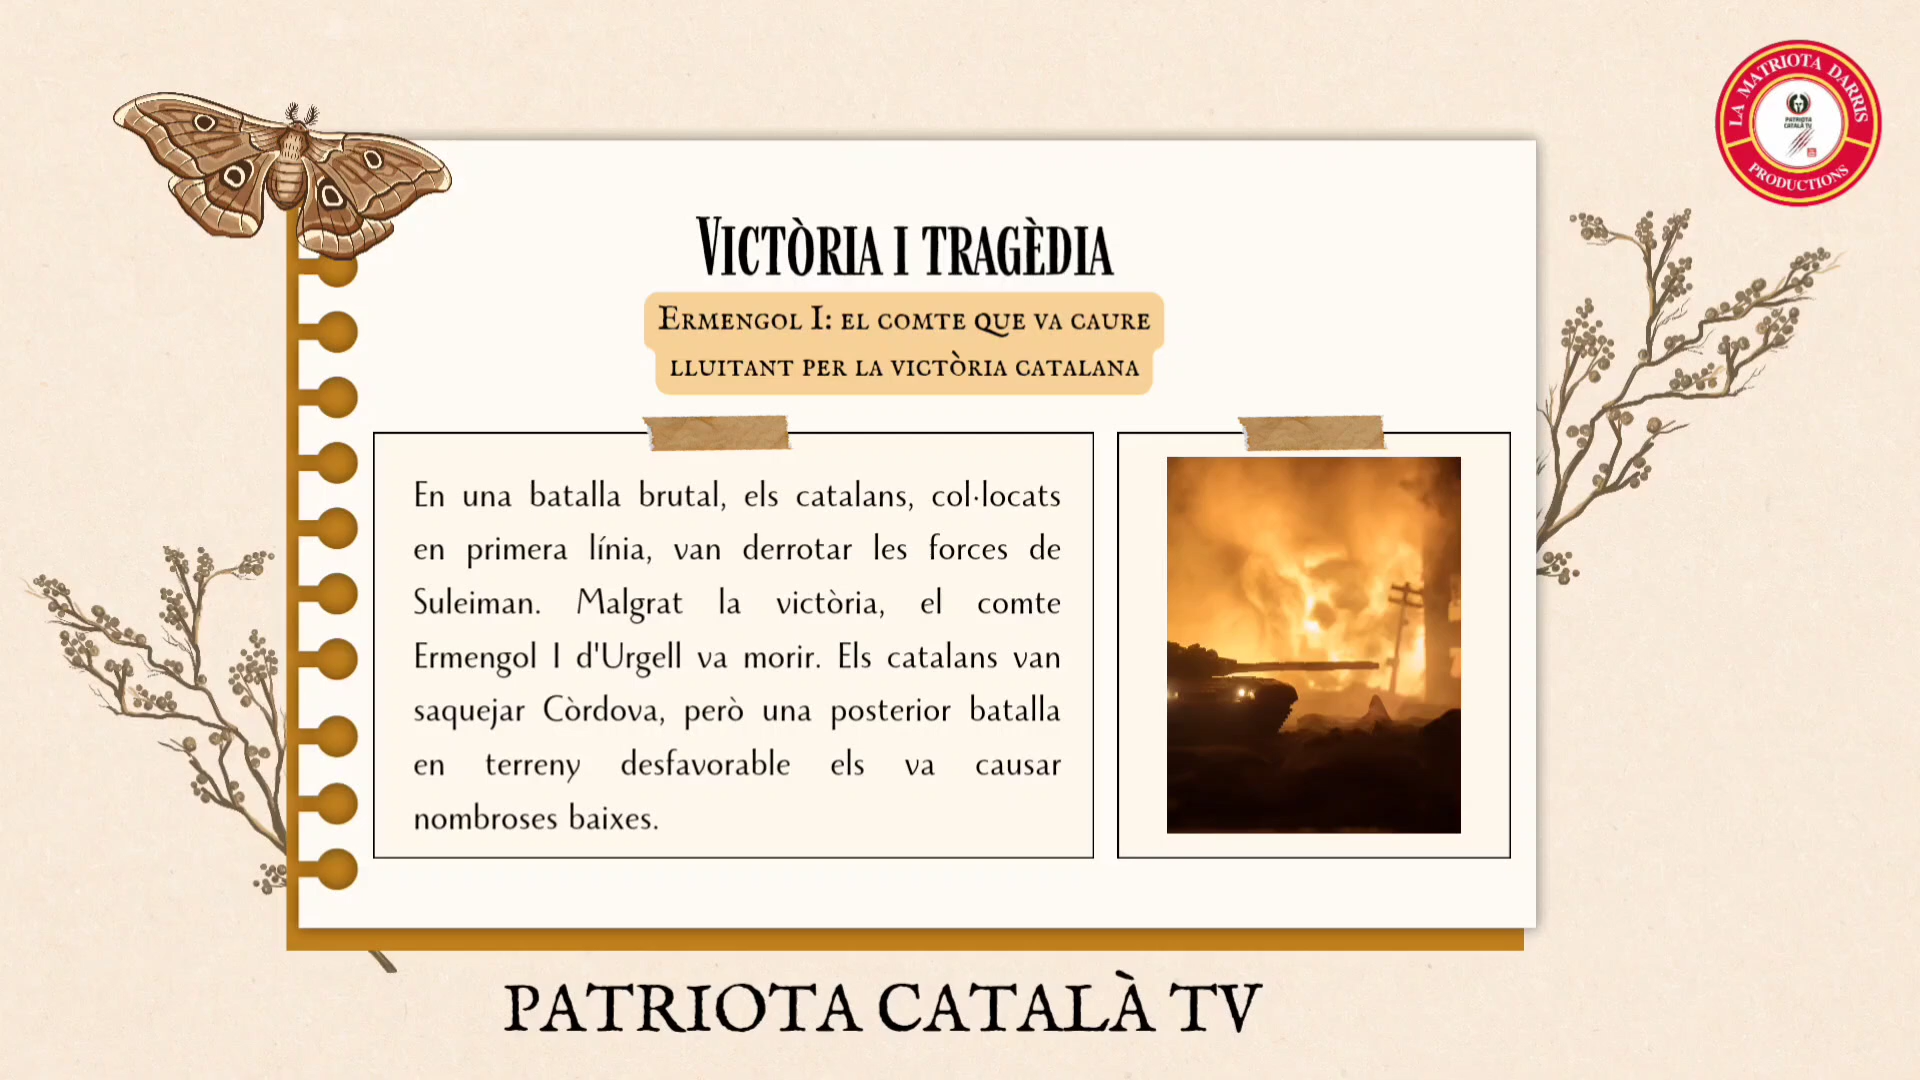 LA MATRIOTA DARRIS
PATRIOTA
CATALÀ TV
PRODUCTIONS
Victòria i tragèdia
Ermengol I: el comte que va caure
lluitant per la victòria catalana
En una batalla brutal, els catalans, col·locats
en primera línia, van derrotar les forces de
Suleiman. Malgrat la victòria, el comte
Ermengol I d'Urgell va morir. Els catalans van
saquejar Còrdova, però una posterior batalla
en terreny desfavorable els va causar
nombroses baixes.
PATRIOTA CATALÀ TV